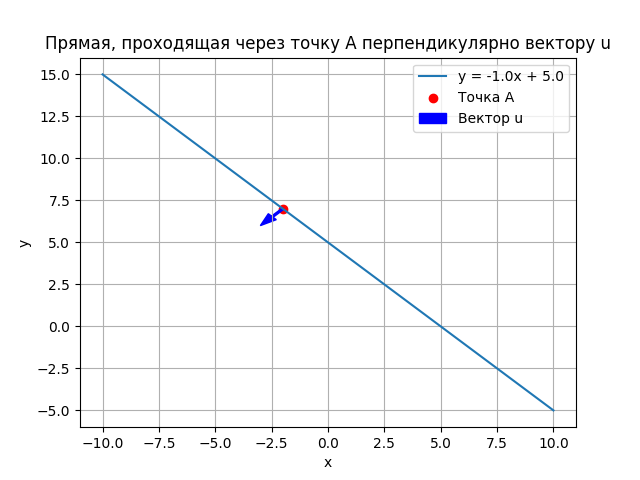 Прямая, проходящая через точку A перпендикулярно вектору u
y = -1.0x + 5.0
Точка A
Вектор u
15.0
12.5
10.0
7.5
5.0
2.5
0.0
−2.5
−5.0
y
−10.0 −7.5 −5.0 −2.5 0.0 2.5 5.0 7.5 10.0
x